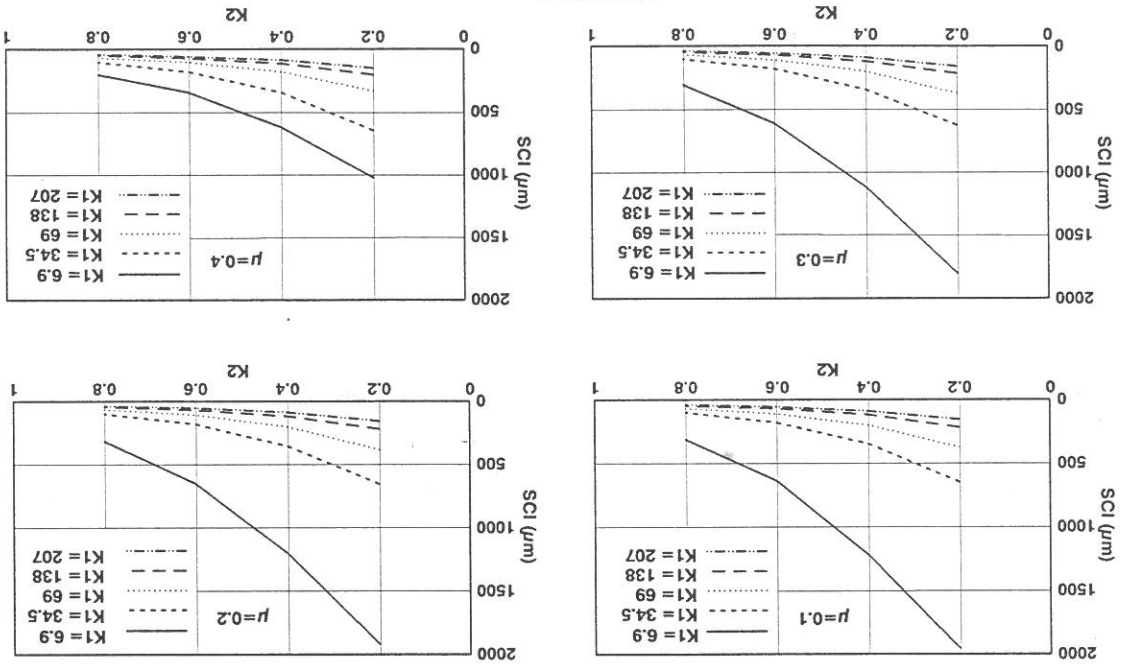 2000
1500
1000
500
0
SCI (μm)
μ=0.1
K1 = 6.9
K1 = 34.5
K1 = 69
K1 = 138
K1 = 207
0 0.2 0.4 0.6 0.8 1
K2
2000
1500
1000
500
0
SCI (μm)
μ=0.2
K1 = 6.9
K1 = 34.5
K1 = 69
K1 = 138
K1 = 207
0 0.2 0.4 0.6 0.8 1
K2
2000
1500
1000
500
0
SCI (μm)
μ=0.3
K1 = 6.9
K1 = 34.5
K1 = 69
K1 = 138
K1 = 207
0 0.2 0.4 0.6 0.8 1
K2
2000
1500
1000
500
0
SCI (μm)
μ=0.4
K1 = 6.9
K1 = 34.5
K1 = 69
K1 = 138
K1 = 207
0 0.2 0.4 0.6 0.8 1
K2